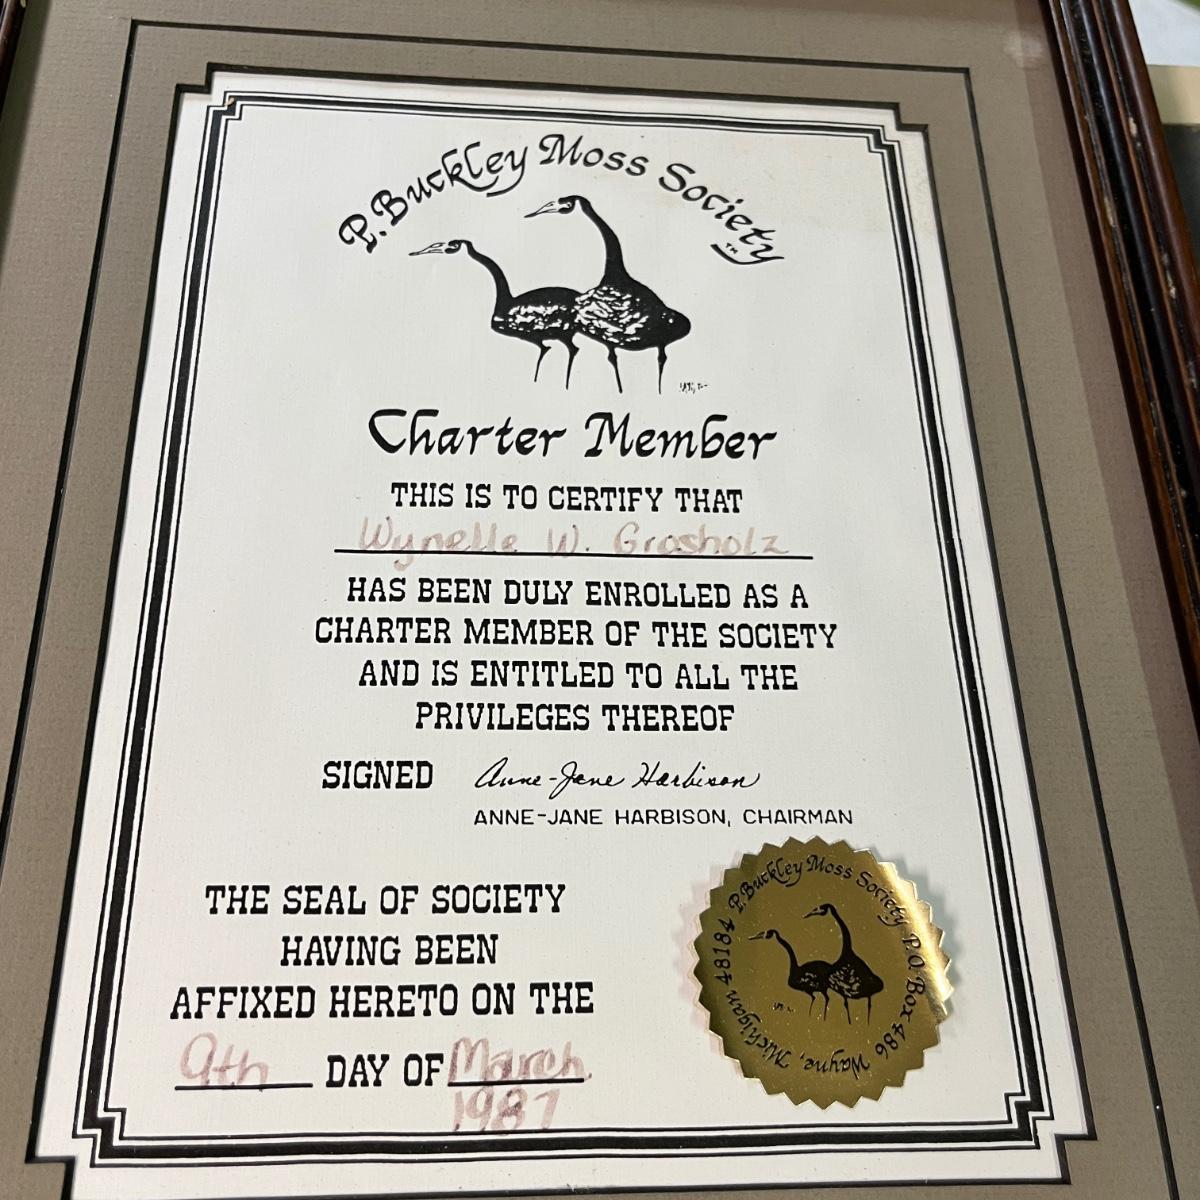 P. Buckley Moss Society™
Charter Member
THIS IS TO CERTIFY THAT
Wynelle W. Grosholz
HAS BEEN DULY ENROLLED AS A
CHARTER MEMBER OF THE SOCIETY
AND IS ENTITLED TO ALL THE
PRIVILEGES THEREOF
SIGNED Anne-Jane Harbison
ANNE-JANE HARBISON, CHAIRMAN
THE SEAL OF SOCIETY
HAVING BEEN
AFFIXED HERETO ON THE
9th DAY OF March
1987
P. Buckley Moss Society P.O. Box 486 Wayne, Michigan 48184